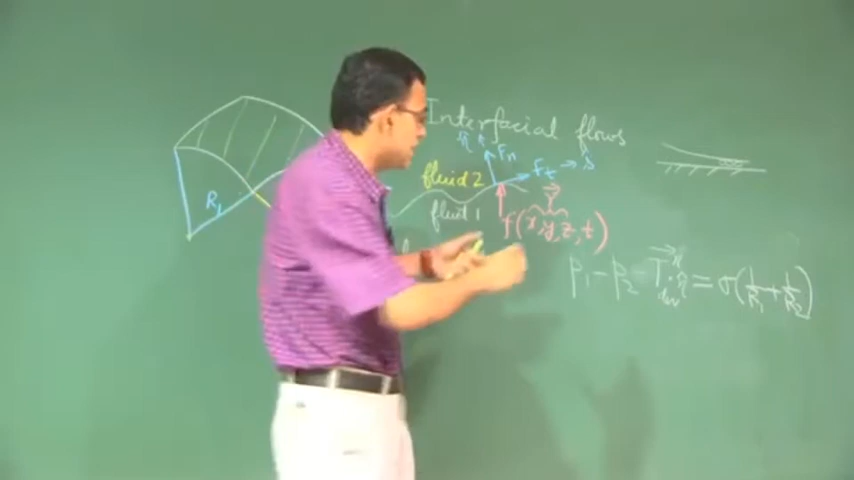 Interfacial flows
n̂ Fn
Ft → s
fluid 2
R₁
r⃗
fluid 1
f(x,y,z,t)
p₁ - p₂ - T⃗ⁿ · n̂ = σ(1/R₁ + 1/R₂)